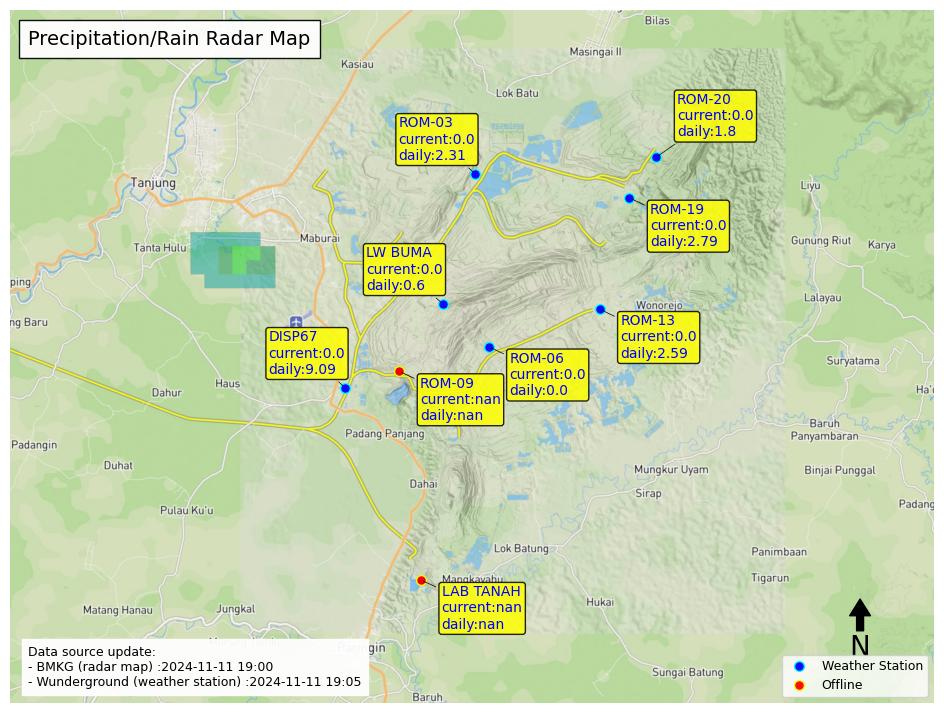 Precipitation/Rain Radar Map
Bilas
Masingai II
Kasiau
Lok Batu
ROM-20
current:0.0
daily:1.8
ROM-03
current:0.0
daily:2.31
Tanjung
Liyu
ROM-19
current:0.0
daily:2.79
Tanta Hulu
Maburai
Gunung Riut
Karya
LW BUMA
current:0.0
daily:0.6
ping
Lalayau
Wonorejo
ng Baru
ROM-13
current:0.0
daily:2.59
DISP67
current:0.0
daily:9.09
ROM-06
current:0.0
daily:0.0
Suryatama
Haus
Dahur
ROM-09
current:nan
daily:nan
Padang Panjang
Baruh
Panyambaran
Padangin
Duhat
Mungkur Uyam
Binjai Punggal
Dahai
Sirap
Padang
Pulau Ku'u
Lok Batung
Panimbaan
Mangkayahu
Tigarun
LAB TANAH
current:nan
daily:nan
Hukai
Matang Hanau
Jungkal
N
Data source update:
- BMKG (radar map) :2024-11-11 19:00
- Wunderground (weather station) :2024-11-11 19:05
Weather Station
Offline
Sungai Batung
Baruh